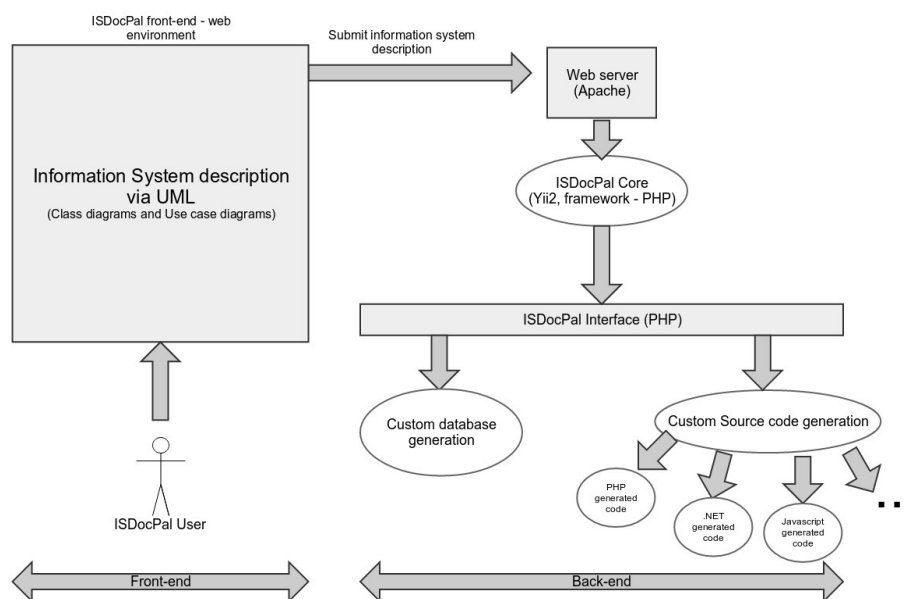 ISDocPal front-end - web
environment
Submit information system
description
Web server
(Apache)
Information System description
via UML
(Class diagrams and Use case diagrams)
ISDocPal Core
(Yii2, framework - PHP)
ISDocPal Interface (PHP)
Custom database
generation
Custom Source code generation
PHP
generated
code
.NET
generated
code
Javascript
generated
code
ISDocPal User
Front-end
Back-end